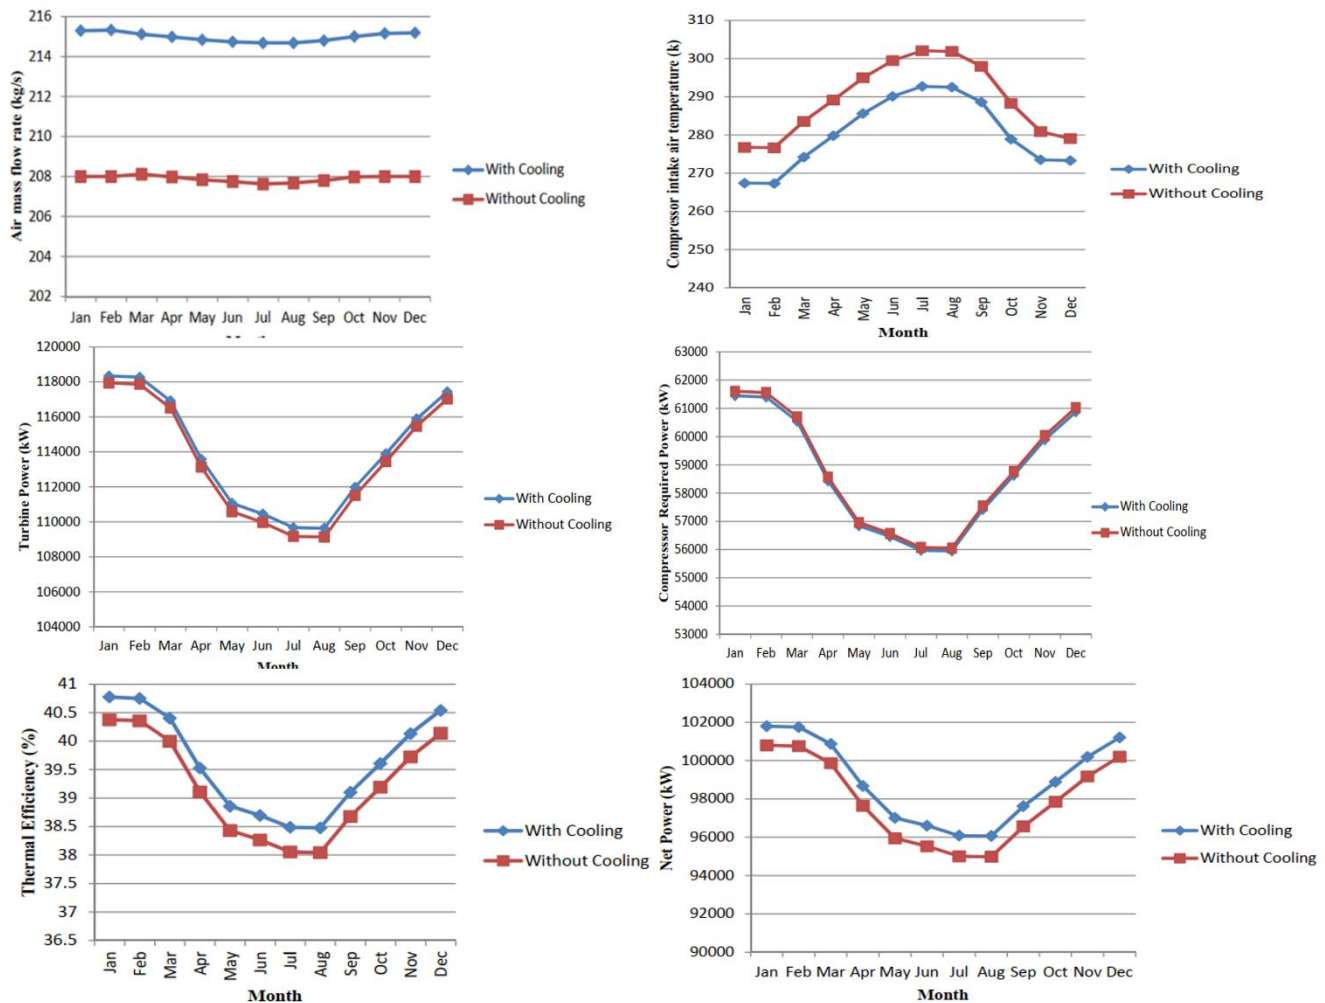 Air mass flow rate (kg/s)
216
214
212
210
208
206
204
202
Jan Feb Mar Apr May Jun Jul Aug Sep Oct Nov Dec
With Cooling
Without Cooling
Compressor intake air temperature (k)
310
300
290
280
270
260
250
240
Jan Feb Mar Apr May Jun Jul Aug Sep Oct Nov Dec
Month
With Cooling
Without Cooling
Turbine Power (kW)
120000
118000
116000
114000
112000
110000
108000
106000
104000
Jan Feb Mar Apr May Jun Jul Aug Sep Oct Nov Dec
Month
With Cooling
Without Cooling
Compresssor Required Power (kW)
63000
62000
61000
60000
59000
58000
57000
56000
55000
54000
53000
Jan Feb Mar Apr May Jun Jul Aug Sep Oct Nov Dec
With Cooling
Without Cooling
Thermal Efficiency (%)
41
40.5
40
39.5
39
38.5
38
37.5
37
36.5
Jan Feb Mar Apr May Jun Jul Aug Sep Oct Nov Dec
Month
With Cooling
Without Cooling
Net Power (kW)
104000
102000
100000
98000
96000
94000
92000
90000
Jan Feb Mar Apr May Jun Jul Aug Sep Oct Nov Dec
Month
With Cooling
Without Cooling